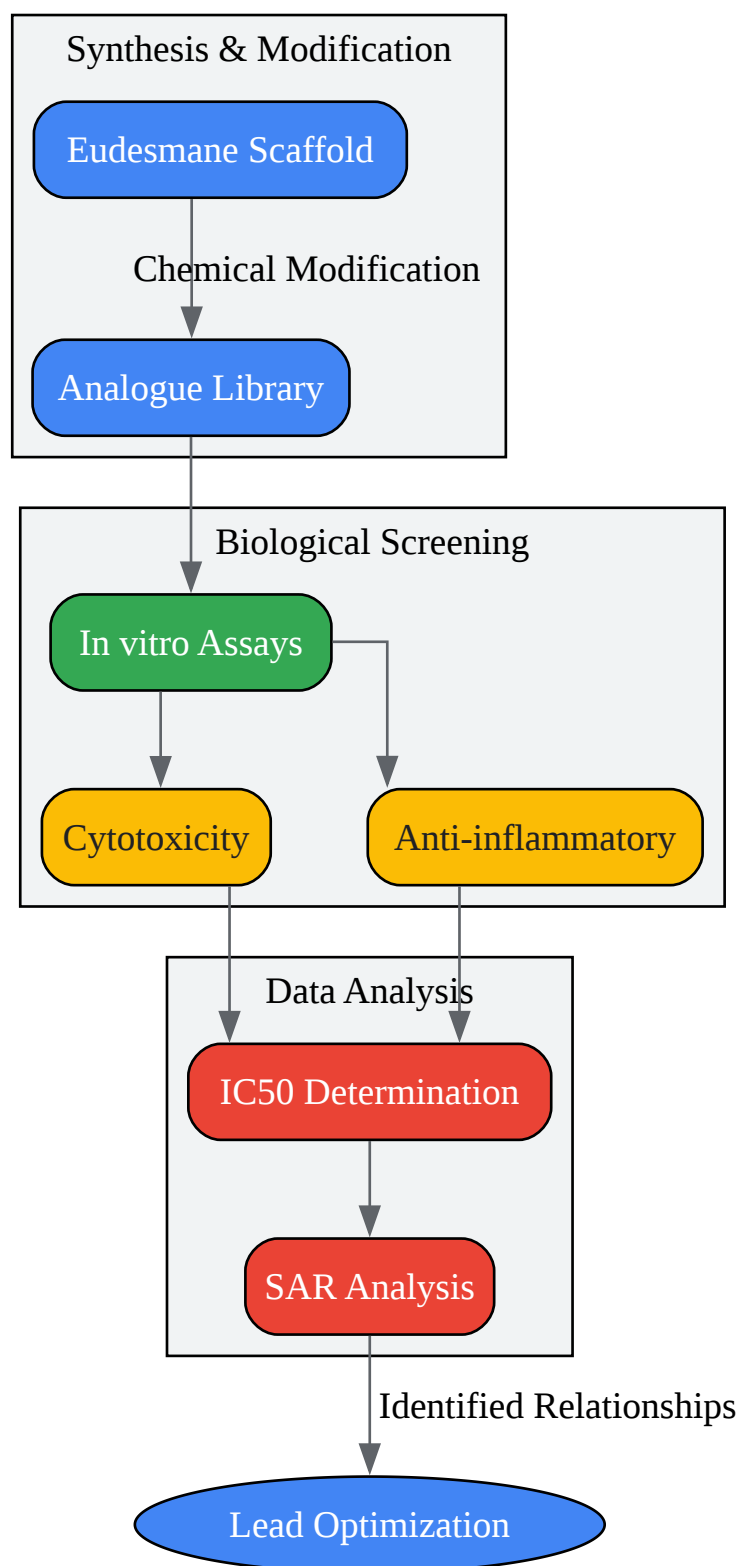 Synthesis & Modification
Eudesmane Scaffold
Chemical Modification
Analogue Library
Biological Screening
In vitro Assays
Cytotoxicity
Anti-inflammatory
Data Analysis
IC50 Determination
SAR Analysis
Identified Relationships
Lead Optimization